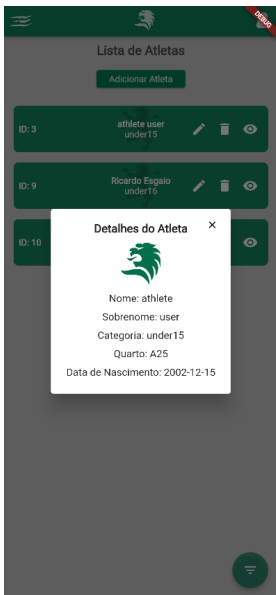 DEBUG
Lista de Atletas
Adicionar Atleta
ID: 3
athlete user
under15
ID: 9
Ricardo Esgaio
under16
ID: 10
Detalhes do Atleta
Nome: athlete
Sobrenome: user
Categoria: under15
Quarto: A25
Data de Nascimento: 2002-12-15